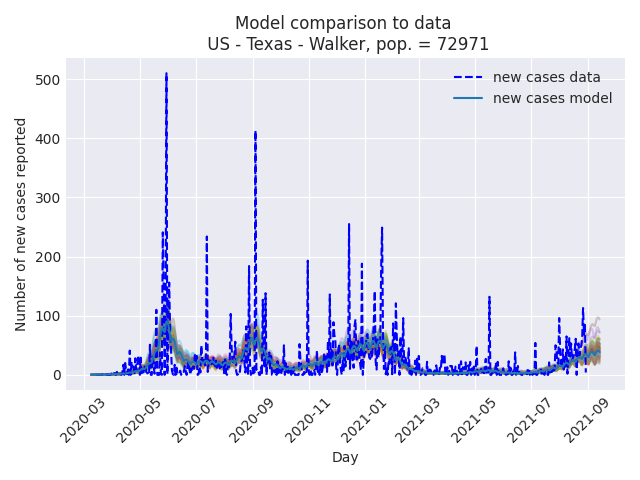 Model comparison to data
US - Texas - Walker, pop. = 72971
new cases data
new cases model
Number of new cases reported
500
400
300
200
100
0
2020-03
2020-05
2020-07
2020-09
2020-11
2021-01
2021-03
2021-05
2021-07
2021-09
Day